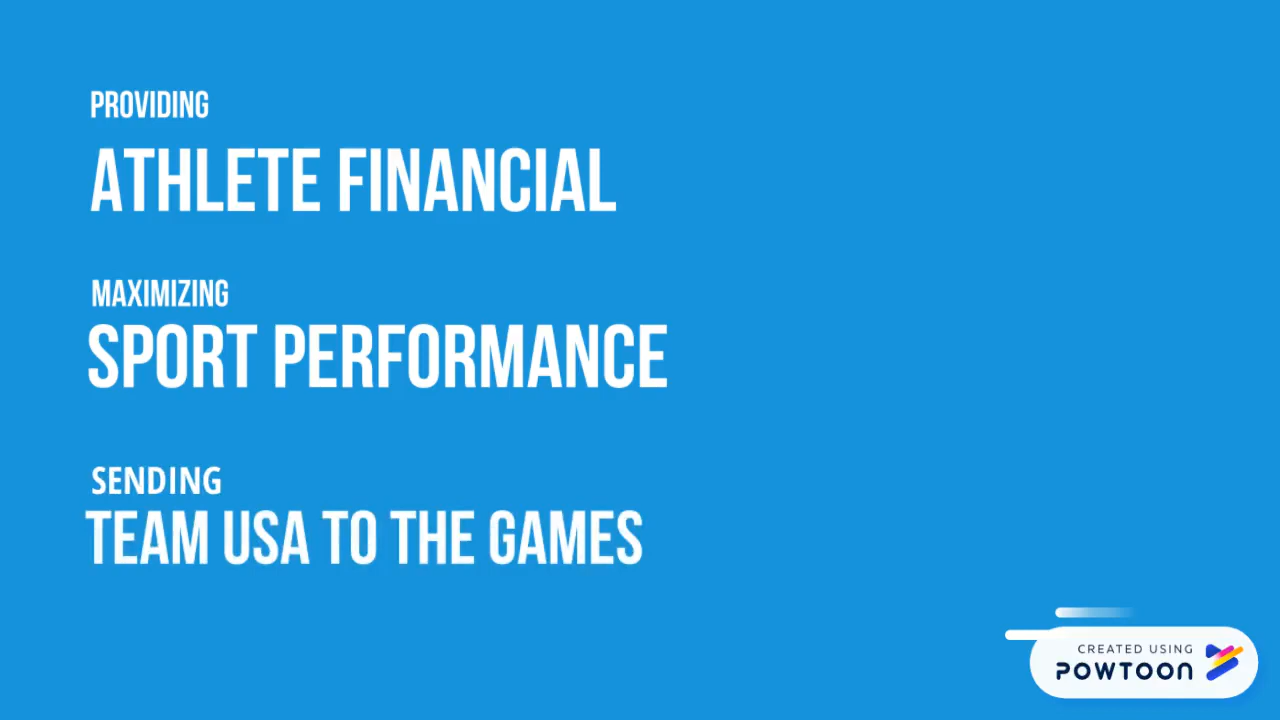 PROVIDING
ATHLETE FINANCIAL
MAXIMIZING
SPORT PERFORMANCE
SENDING
TEAM USA TO THE GAMES
CREATED USING
POWTOON